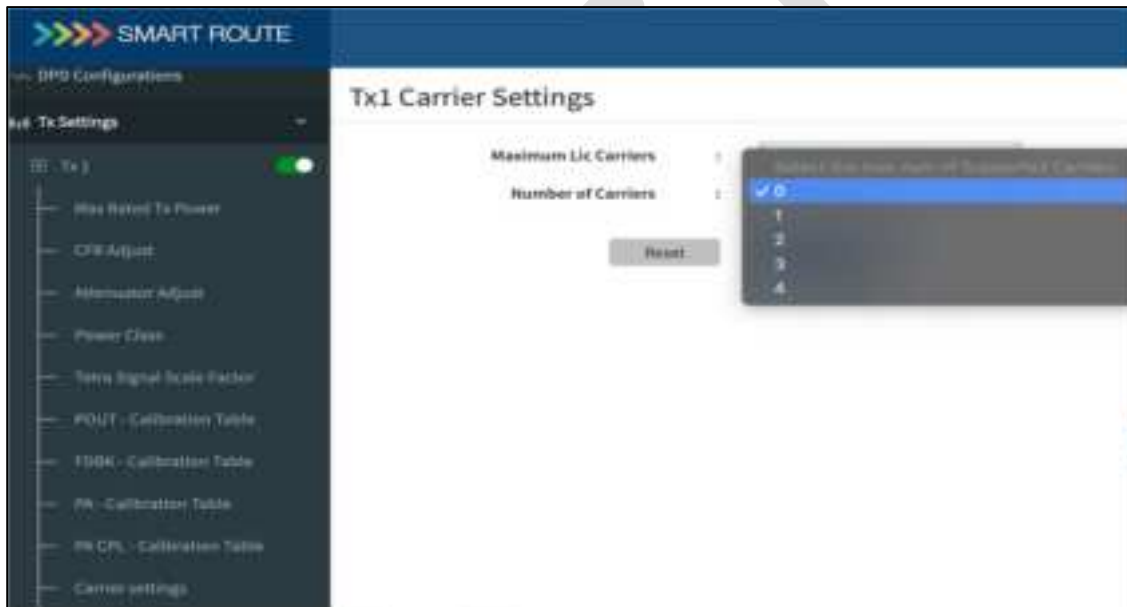 SMART ROUTE
DPD Configurations
Tx Settings
Tx 1
Max Rated Tx Power
CFR Adjust
Attenuator Adjust
Power Class
Tetra Signal Scale Factor
POUT - Calibration Table
FDBK - Calibration Table
PA - Calibration Table
PA CPL - Calibration Table
Carrier settings
Tx1 Carrier Settings
Maximum Lic Carriers :
Select the max num of Supported Carriers
Number of Carriers :
✓ 0
1
2
3
4
Reset